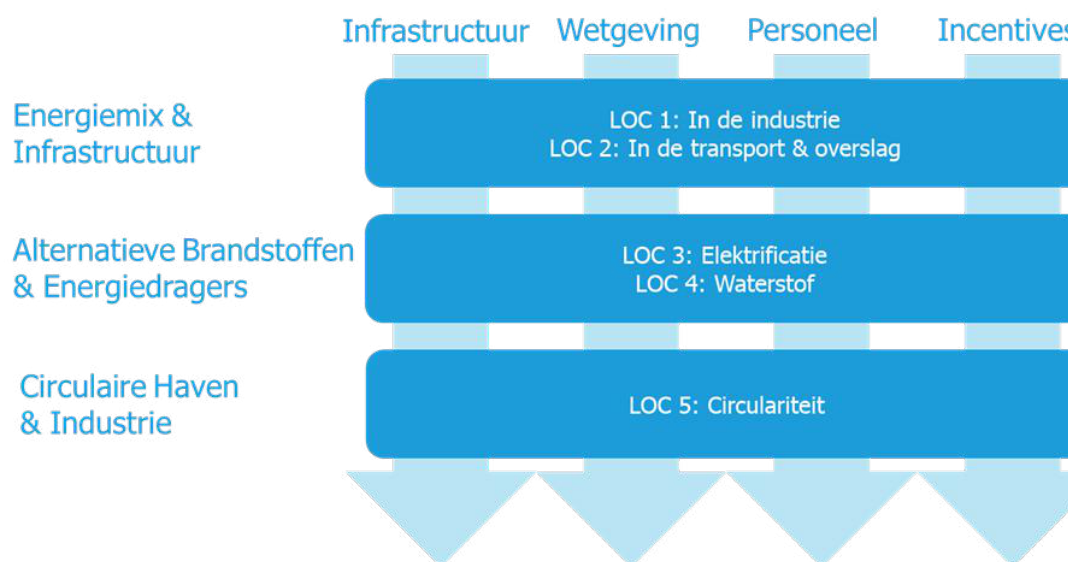 Infrastructuur Wetgeving Personeel Incentives
Energiemix &
Infrastructuur
LOC 1: In de industrie
LOC 2: In de transport & overslag
Alternatieve Brandstoffen
& Energiedragers
LOC 3: Elektrificatie
LOC 4: Waterstof
Circulaire Haven
& Industrie
LOC 5: Circulariteit